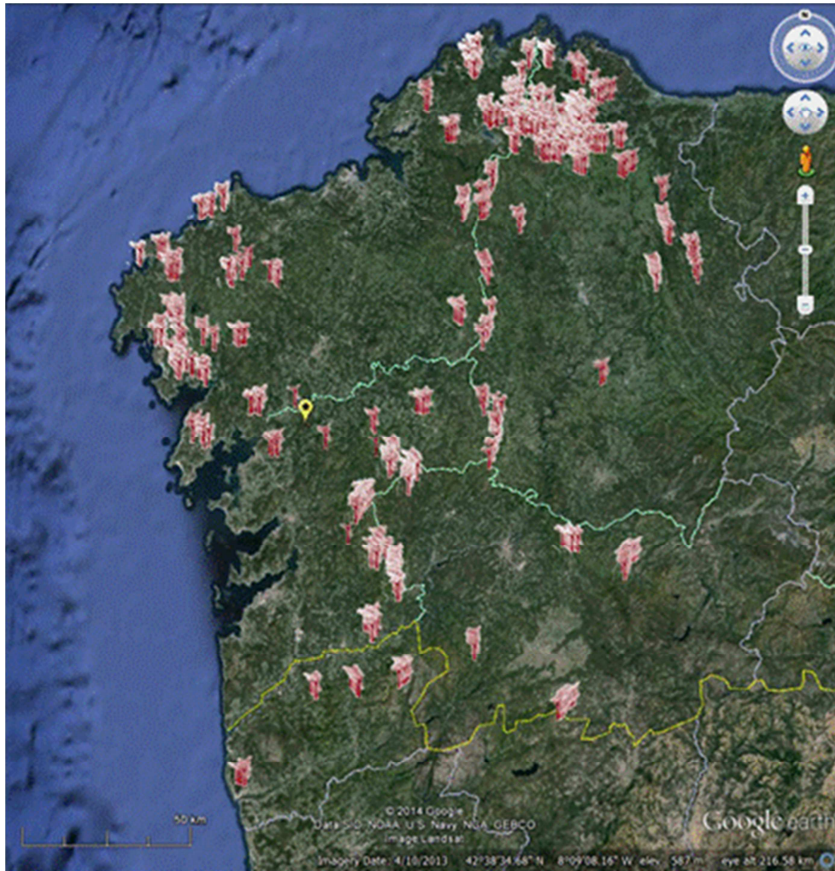 N
50 km
© 2014 Google
Data SIO, NOAA, U.S. Navy, NGA, GEBCO
Image Landsat
Google earth
Imagery Date: 4/10/2013 42°38'34.68" N 8°09'08.16" W elev 587 m eye alt 216.58 km